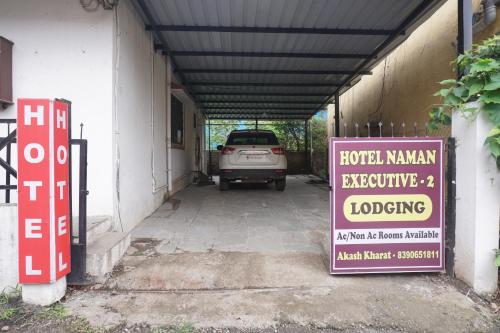 HOTEL
HOTEL
HOTEL NAMAN
EXECUTIVE - 2
LODGING
Ac/Non Ac Rooms Available
Akash Kharat - 8390651811